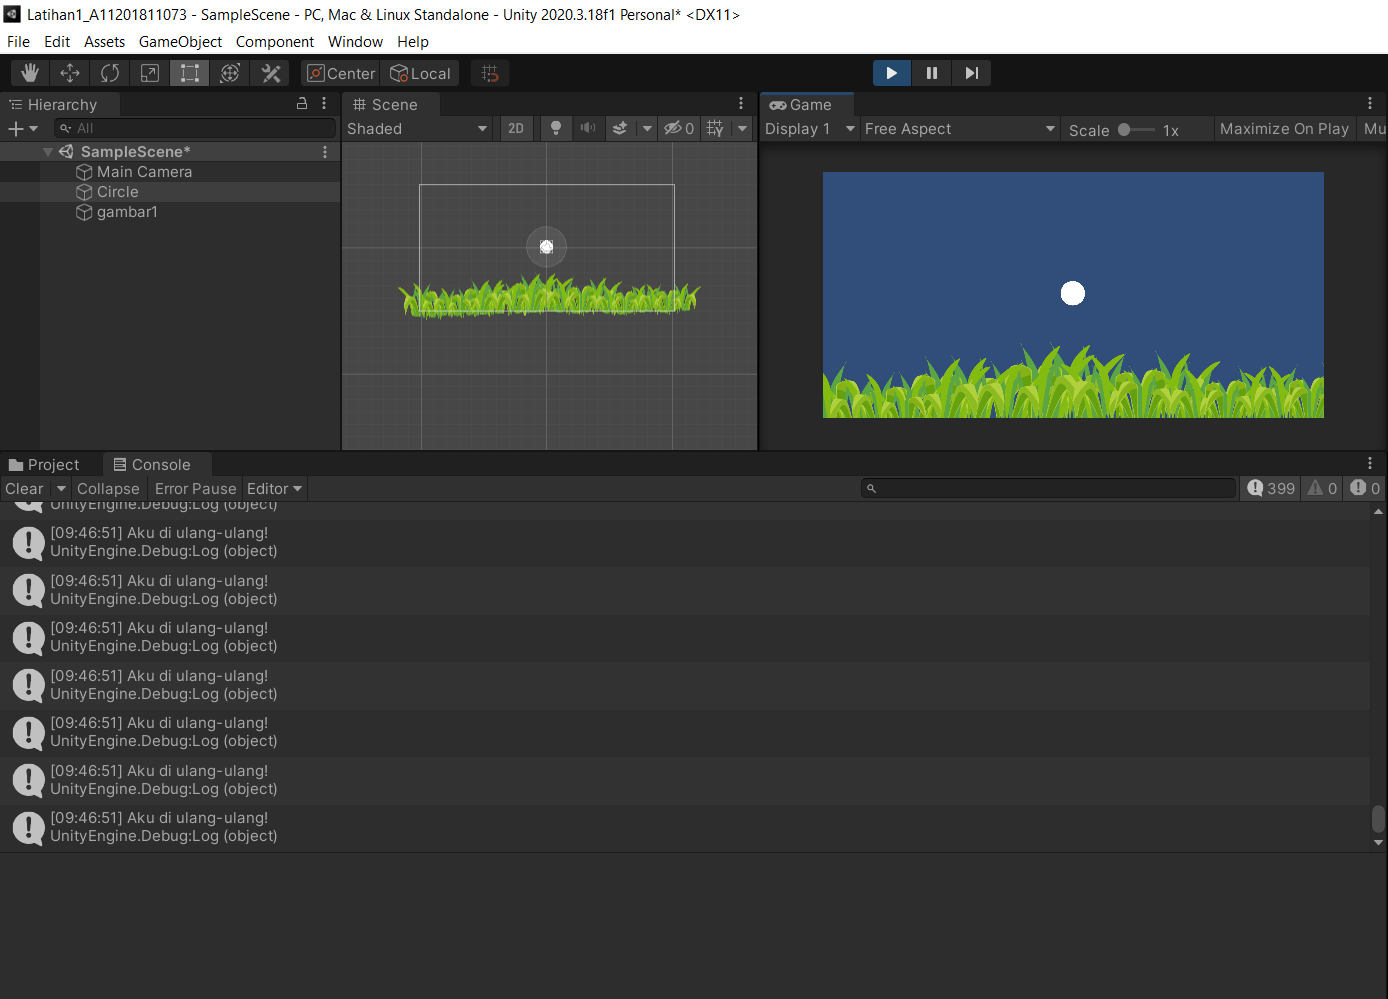 Latihan1_A11201811073 - SampleScene - PC, Mac & Linux Standalone - Unity 2020.3.18f1 Personal* <DX11>
File Edit Assets GameObject Component Window Help
Center Local
Hierarchy
All
SampleScene*
Main Camera
Circle
gambar1
Scene
Shaded 2D 0
Game
Display 1 Free Aspect Scale 1x Maximize On Play Mu
Project Console
Clear Collapse Error Pause Editor 399 0 0
UnityEngine.Debug:Log (object)
[09:46:51] Aku di ulang-ulang!
UnityEngine.Debug:Log (object)
[09:46:51] Aku di ulang-ulang!
UnityEngine.Debug:Log (object)
[09:46:51] Aku di ulang-ulang!
UnityEngine.Debug:Log (object)
[09:46:51] Aku di ulang-ulang!
UnityEngine.Debug:Log (object)
[09:46:51] Aku di ulang-ulang!
UnityEngine.Debug:Log (object)
[09:46:51] Aku di ulang-ulang!
UnityEngine.Debug:Log (object)
[09:46:51] Aku di ulang-ulang!
UnityEngine.Debug:Log (object)